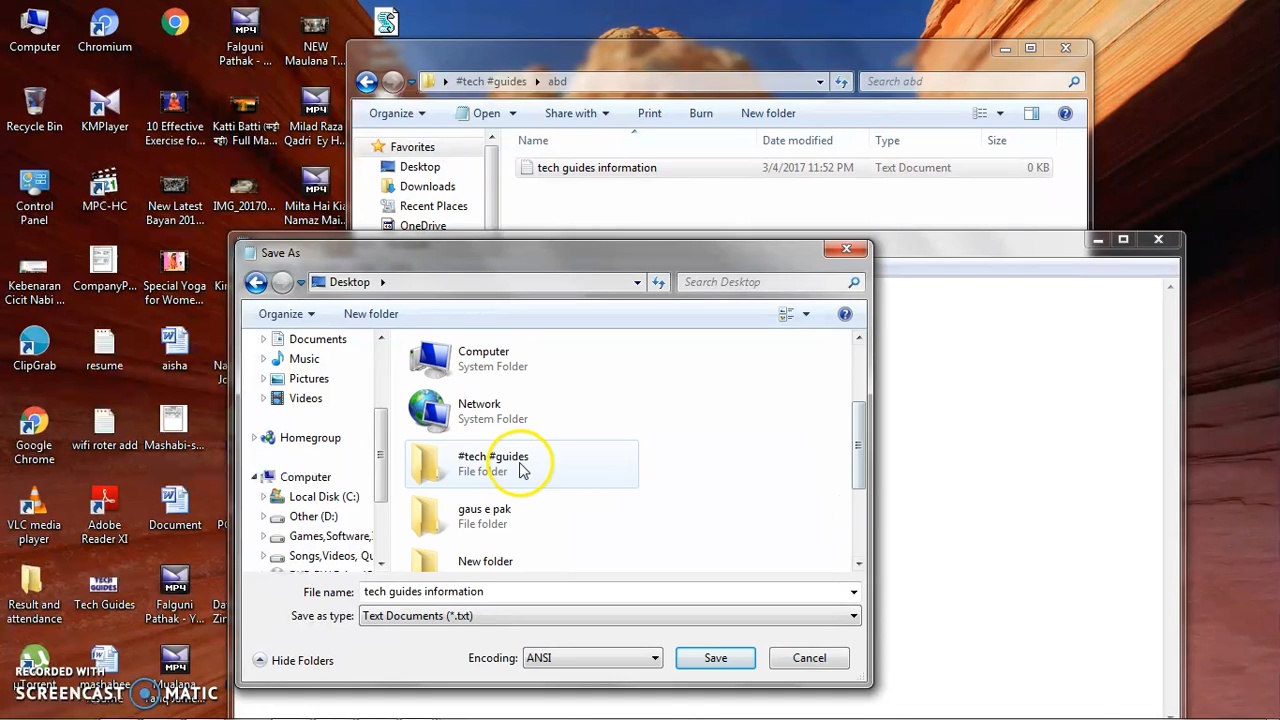 Computer
Chromium
Falguni
Pathak - ...
NEW
Maulana T...
Recycle Bin
KMPlayer
10 Effective
Exercise fo...
Katti Batti (कट्टी
बट्टी) Full Ma...
Milad Raza
Qadri Ey H...
Control
Panel
MPC-HC
New Latest
Bayan 201...
IMG_20170...
Milta Hai Kia
Namaz Mai...
Kebenaran
Cicit Nabi ...
CompanyP...
Special Yoga
for Wome...
ClipGrab
resume
aisha
Google
Chrome
wifi roter add
Mashabi-s...
VLC media
player
Adobe
Reader XI
Document
Result and
attendance
TECH
GUIDES
Tech Guides
Falguni
Pathak - Y...
uTorrent
mashabee
Mualana
RECORDED WITH
SCREENCAST MATIC
#tech #guides
abd
Search abd
Organize
Open
Share with
Print
Burn
New folder
Favorites
Desktop
Downloads
Recent Places
OneDrive
Name
Date modified
Type
Size
tech guides information
3/4/2017 11:52 PM
Text Document
0 KB
Save As
Desktop
Search Desktop
Organize
New folder
Documents
Music
Pictures
Videos
Homegroup
Computer
Local Disk (C:)
Other (D:)
Games,Software,
Songs,Videos, Qu
Computer
System Folder
Network
System Folder
#tech #guides
File folder
gaus e pak
File folder
New folder
File name:
tech guides information
Save as type:
Text Documents (*.txt)
Hide Folders
Encoding:
ANSI
Save
Cancel